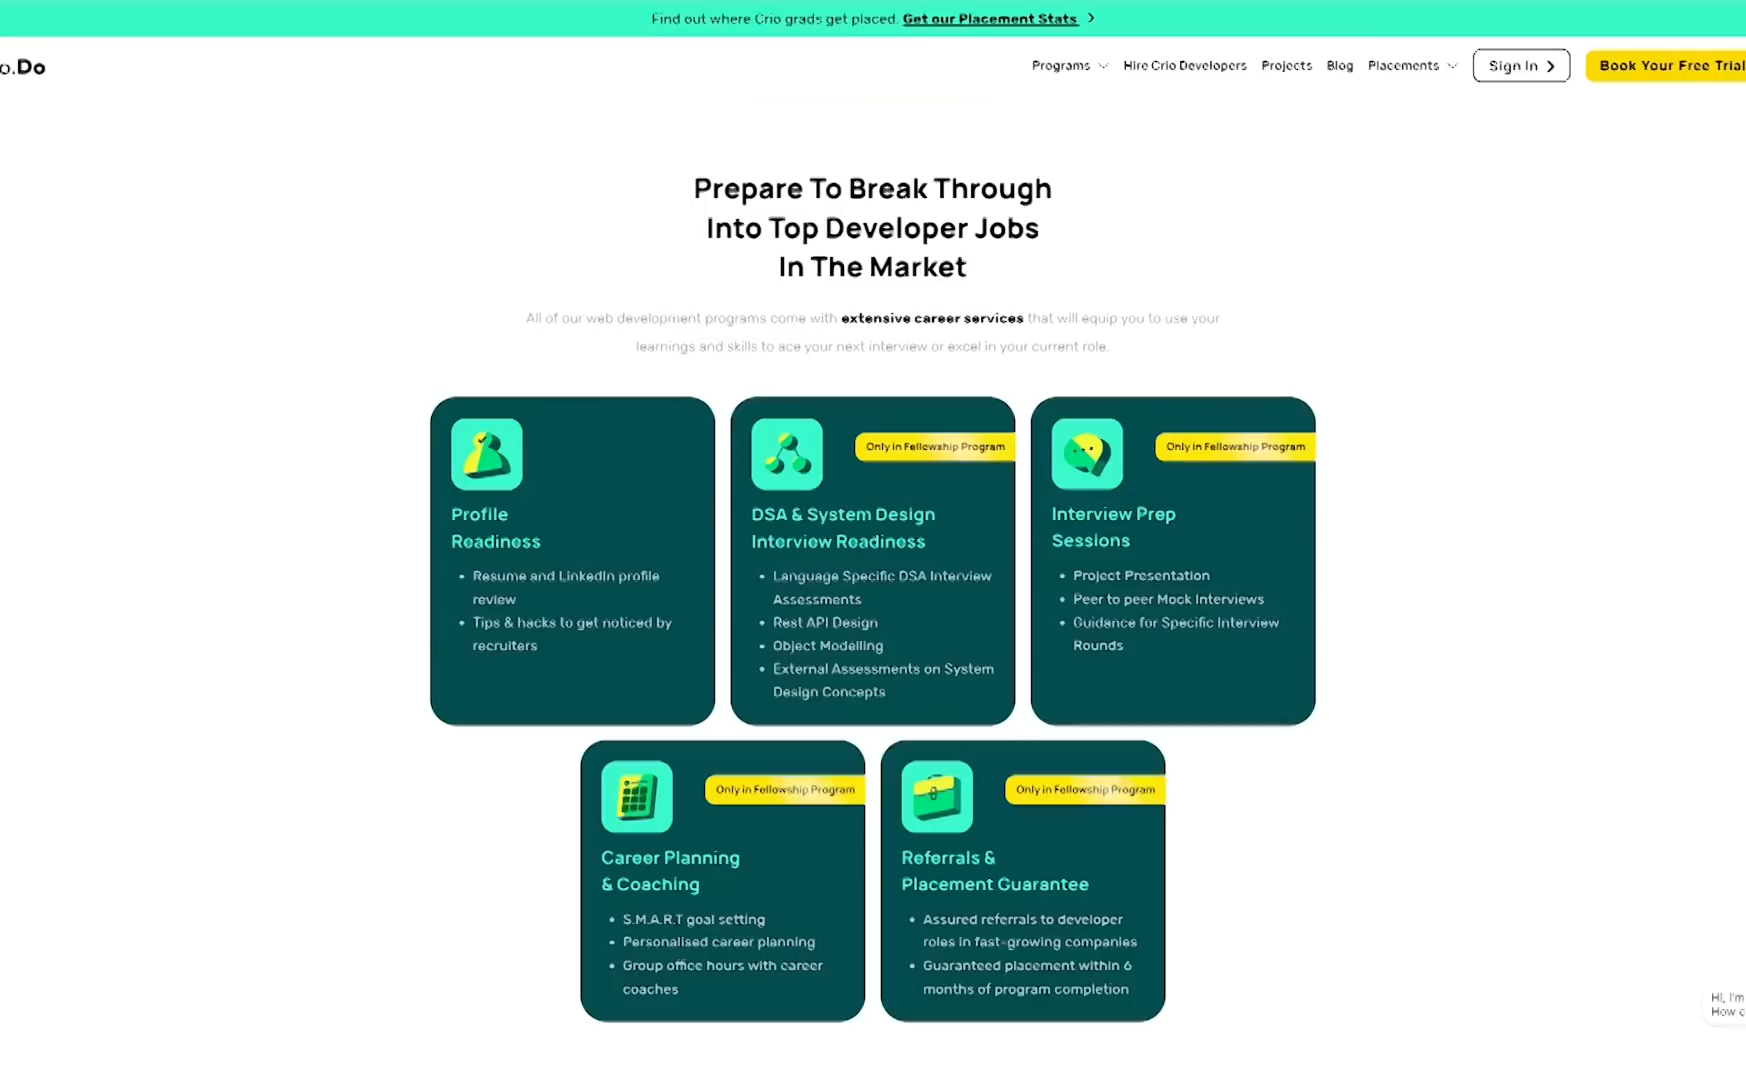 Find out where Crio grads get placed. Get our Placement Stats
o.Do
Programs
Hire Crio Developers
Projects
Blog
Placements
Sign In
Book Your Free Trial
Prepare To Break Through
Into Top Developer Jobs
In The Market
All of our web development programs come with extensive career services that will equip you to use your
learnings and skills to ace your next interview or excel in your current role.
Profile
Readiness
• Resume and LinkedIn profile
review
• Tips & hacks to get noticed by
recruiters
Only in Fellowship Program
DSA & System Design
Interview Readiness
• Language Specific DSA Interview
Assessments
• Rest API Design
• Object Modelling
• External Assessments on System
Design Concepts
Only in Fellowship Program
Interview Prep
Sessions
• Project Presentation
• Peer to peer Mock Interviews
• Guidance for Specific Interview
Rounds
Only in Fellowship Program
Career Planning
& Coaching
• S.M.A.R.T goal setting
• Personalised career planning
• Group office hours with career
coaches
Only in Fellowship Program
Referrals &
Placement Guarantee
• Assured referrals to developer
roles in fast-growing companies
• Guaranteed placement within 6
months of program completion
Hi, I'm
How c